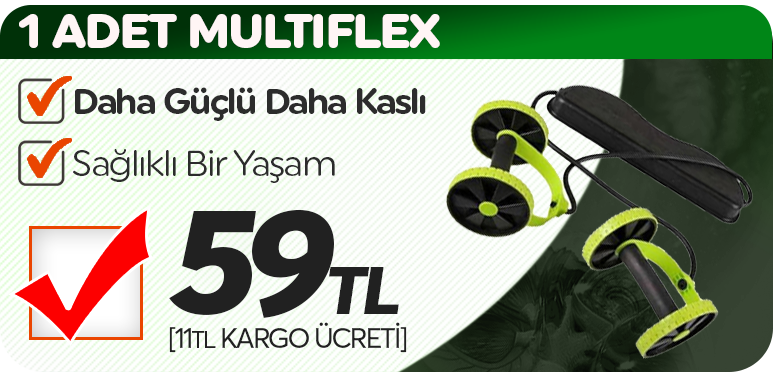 1 ADET MULTIFLEX
Daha Güçlü Daha Kaslı
Sağlıklı Bir Yaşam
59TL
[11TL KARGO ÜCRETİ]